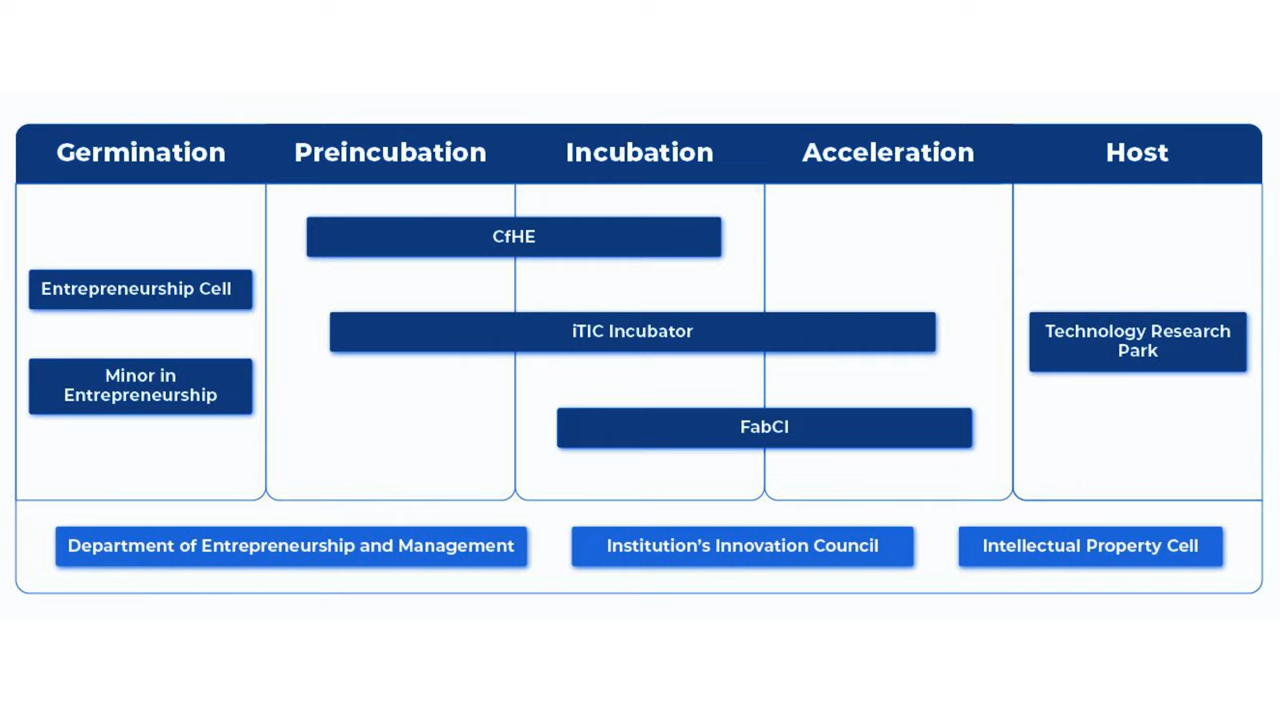 Germination
Preincubation
Incubation
Acceleration
Host
CfHE
Entrepreneurship Cell
iTIC Incubator
Technology Research
Park
Minor in
Entrepreneurship
FabCI
Department of Entrepreneurship and Management
Institution's Innovation Council
Intellectual Property Cell